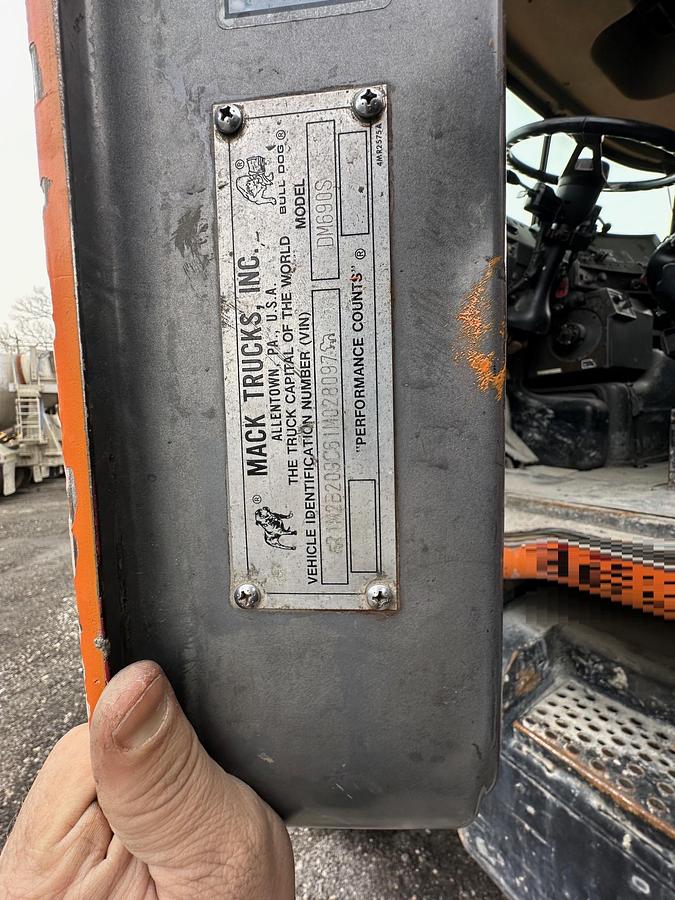 MACK TRUCKS, INC.
ALLENTOWN, PA., U.S.A.
THE TRUCK CAPITAL OF THE WORLD
BULL DOG®
VEHICLE IDENTIFICATION NUMBER (VIN)
MODEL
DM690S
"PERFORMANCE COUNTS" ®
4MR2575A